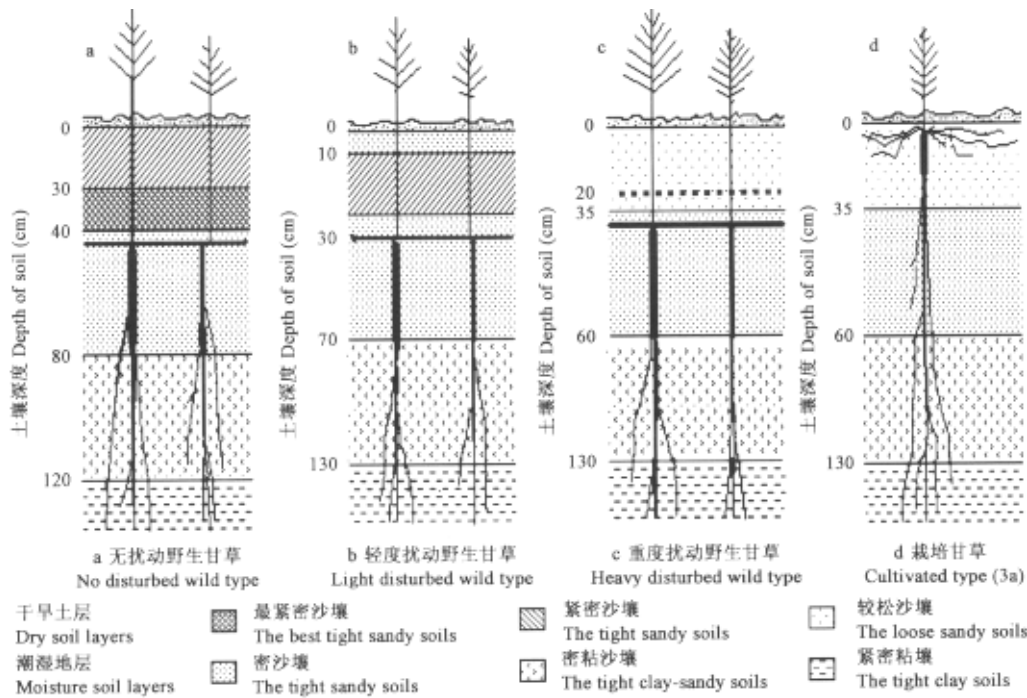 a
b
c
d
土壤深度 Depth of soil (cm)
0
30
40
80
120
土壤深度 Depth of soil (cm)
0
10
30
70
130
土壤深度 Depth of soil (cm)
0
20
35
60
130
土壤深度 Depth of soil (cm)
0
35
60
130
a 无扰动野生甘草
No disturbed wild type
b 轻度扰动野生甘草
Light disturbed wild type
c 重度扰动野生甘草
Heavy disturbed wild type
d 栽培甘草
Cultivated type (3a)
干旱土层
Dry soil layers
最紧密沙壤
The best tight sandy soils
紧密沙壤
The tight sandy soils
较松沙壤
The loose sandy soils
潮湿地层
Moisture soil layers
密沙壤
The tight sandy soils
密粘沙壤
The tight clay-sandy soils
紧密粘壤
The tight clay soils